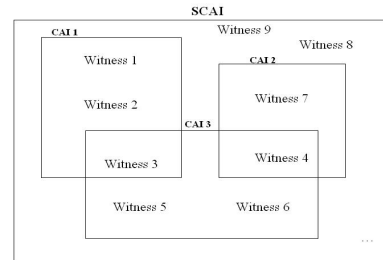 SCAI
Witness 9
CAI 1
Witness 8
Witness 1
CAI 2
Witness 2
Witness 7
CAI 3
Witness 3
Witness 4
Witness 5
Witness 6
...